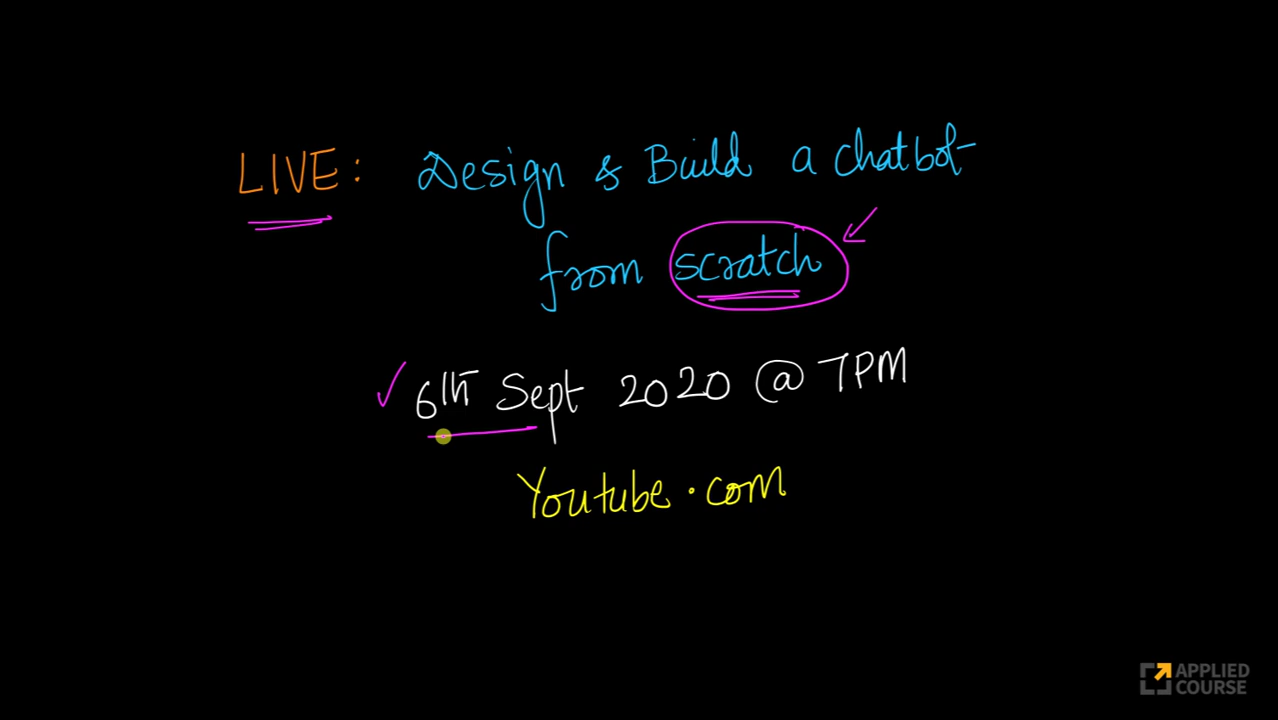 LIVE: Design & Build a chatbot
from scratch
6th Sept 2020 @ 7PM
Youtube.com
APPLIED
COURSE